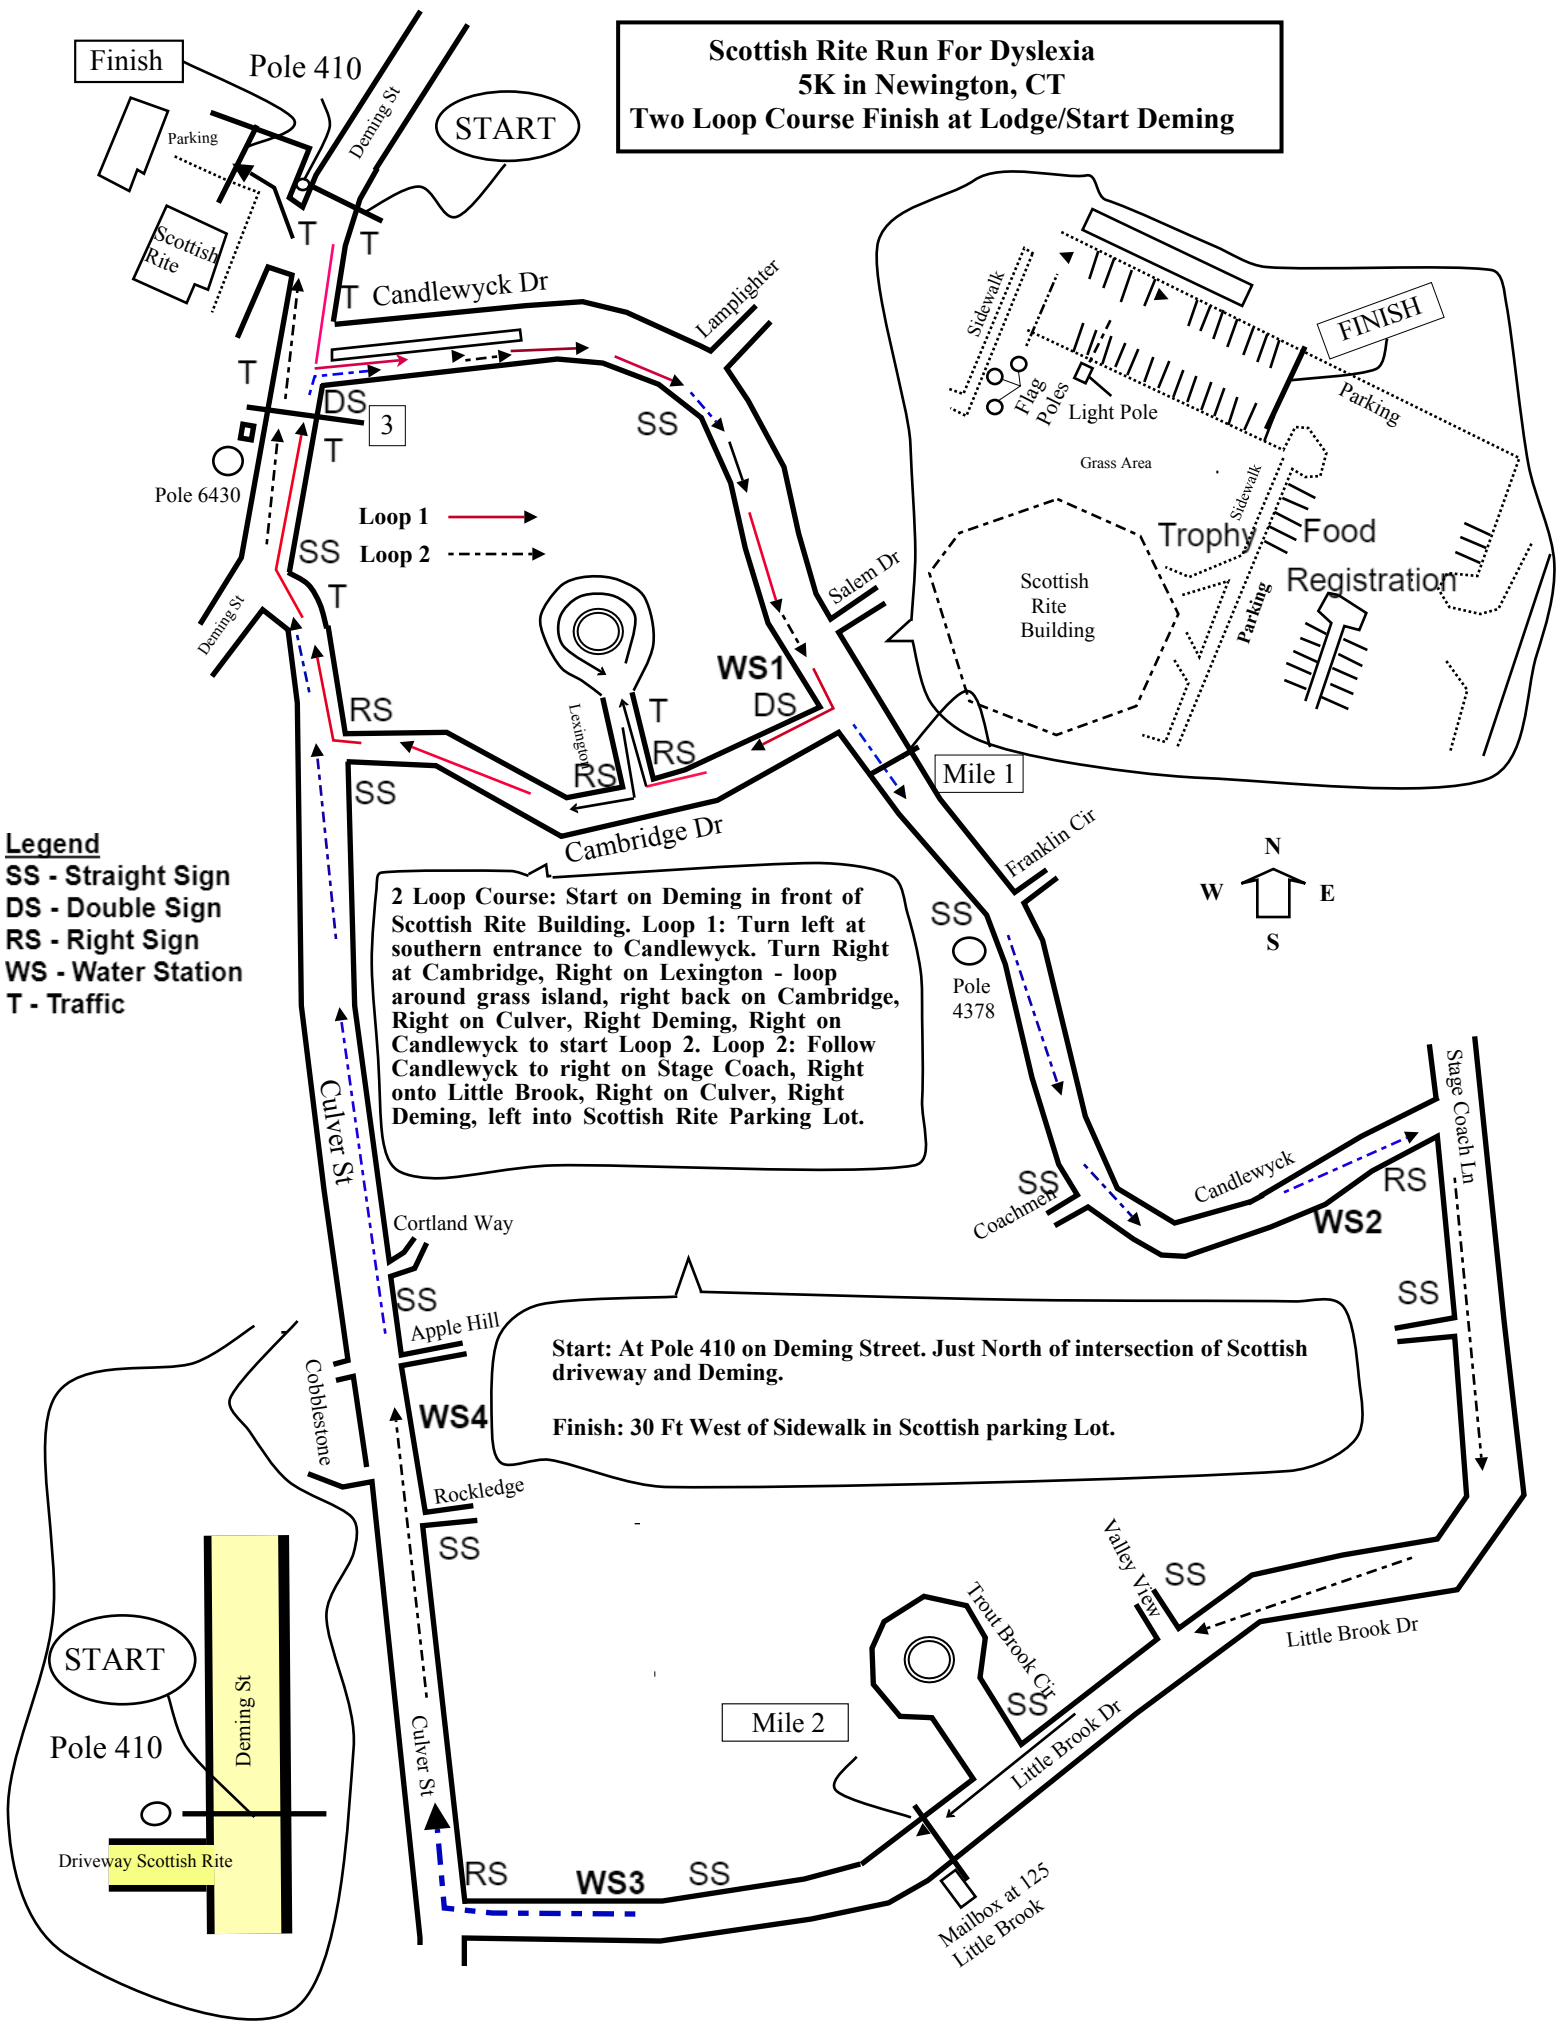 Scottish Rite Run For Dyslexia
5K in Newington, CT
Two Loop Course Finish at Lodge/Start Deming
Finish
Pole 410
Deming St
START
Parking
Scottish
Rite
T
T
T
Candlewyck Dr
Lamplighter
T
DS
3
T
SS
Pole 6430
Loop 1
Loop 2
SS
T
Deming St
Salem Dr
WS1
DS
Lexington
T
RS
RS
RS
SS
Cambridge Dr
Mile 1
Sidewalk
Flag
Poles
Light Pole
FINISH
Parking
Grass Area
Sidewalk
Trophy
Food
Registration
Parking
Scottish
Rite
Building
Franklin Cir
N
W E
S
SS
Pole
4378
Legend
SS - Straight Sign
DS - Double Sign
RS - Right Sign
WS - Water Station
T - Traffic
2 Loop Course: Start on Deming in front of
Scottish Rite Building. Loop 1: Turn left at
southern entrance to Candlewyck. Turn Right
at Cambridge, Right on Lexington - loop
around grass island, right back on Cambridge,
Right on Culver, Right Deming, Right on
Candlewyck to start Loop 2. Loop 2: Follow
Candlewyck to right on Stage Coach, Right
onto Little Brook, Right on Culver, Right
Deming, left into Scottish Rite Parking Lot.
Culver St
Stage Coach Ln
SS
Coachmen
Candlewyck
RS
WS2
SS
Cortland Way
SS
Apple Hill
Cobblestone
WS4
Start: At Pole 410 on Deming Street. Just North of intersection of Scottish
driveway and Deming.
Finish: 30 Ft West of Sidewalk in Scottish parking Lot.
Rockledge
SS
Valley View
SS
Trout Brook Cir
SS
Little Brook Dr
Little Brook Dr
Mile 2
START
Deming St
Pole 410
Driveway Scottish Rite
Culver St
RS
WS3
SS
Mailbox at 125
Little Brook